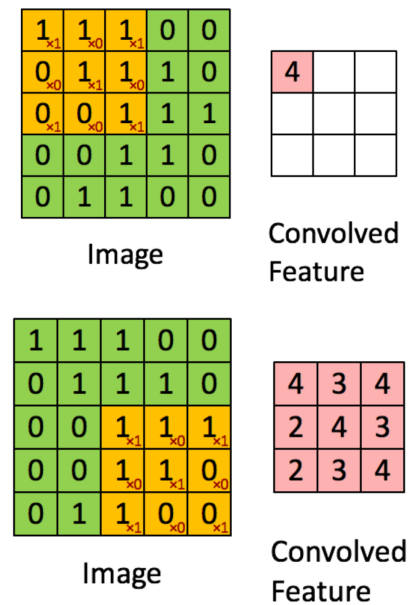 1×1 1×0 1×1 0 0
0×0 1×1 1×0 1 0
0×1 0×0 1×1 1 1
0 0 1 1 0
0 1 1 0 0
Image
4
Convolved
Feature
1 1 1 0 0
0 1 1 1 0
0 0 1×1 1×0 1×1
0 0 1×0 1×1 0×0
0 1 1×1 0×0 0×1
Image
4 3 4
2 4 3
2 3 4
Convolved
Feature